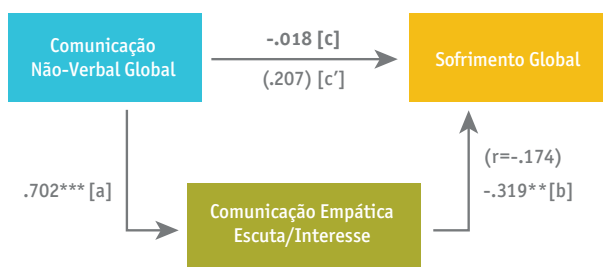 Comunicação
Não-Verbal Global
-.018 [c]
(.207) [c’]
Sofrimento Global
.702*** [a]
(r=-.174)
-.319** [b]
Comunicação Empática
Escuta/Interesse